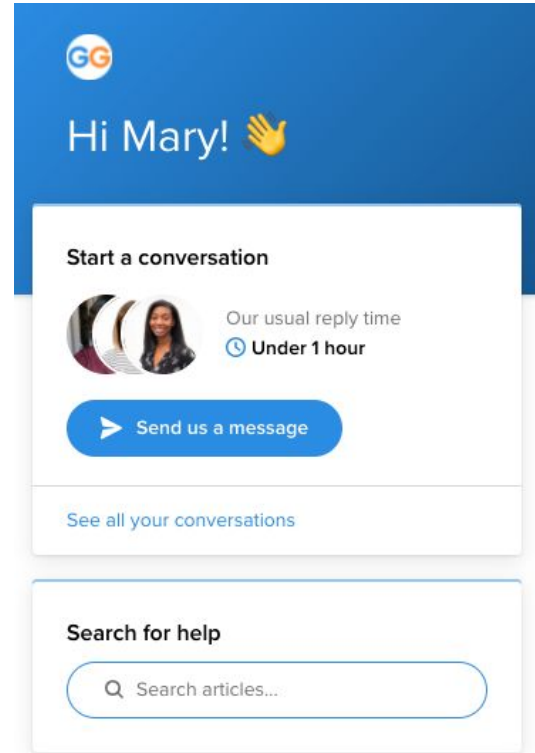 GG
Hi Mary! 👋
Start a conversation
Our usual reply time
Under 1 hour
Send us a message
See all your conversations
Search for help
Search articles...